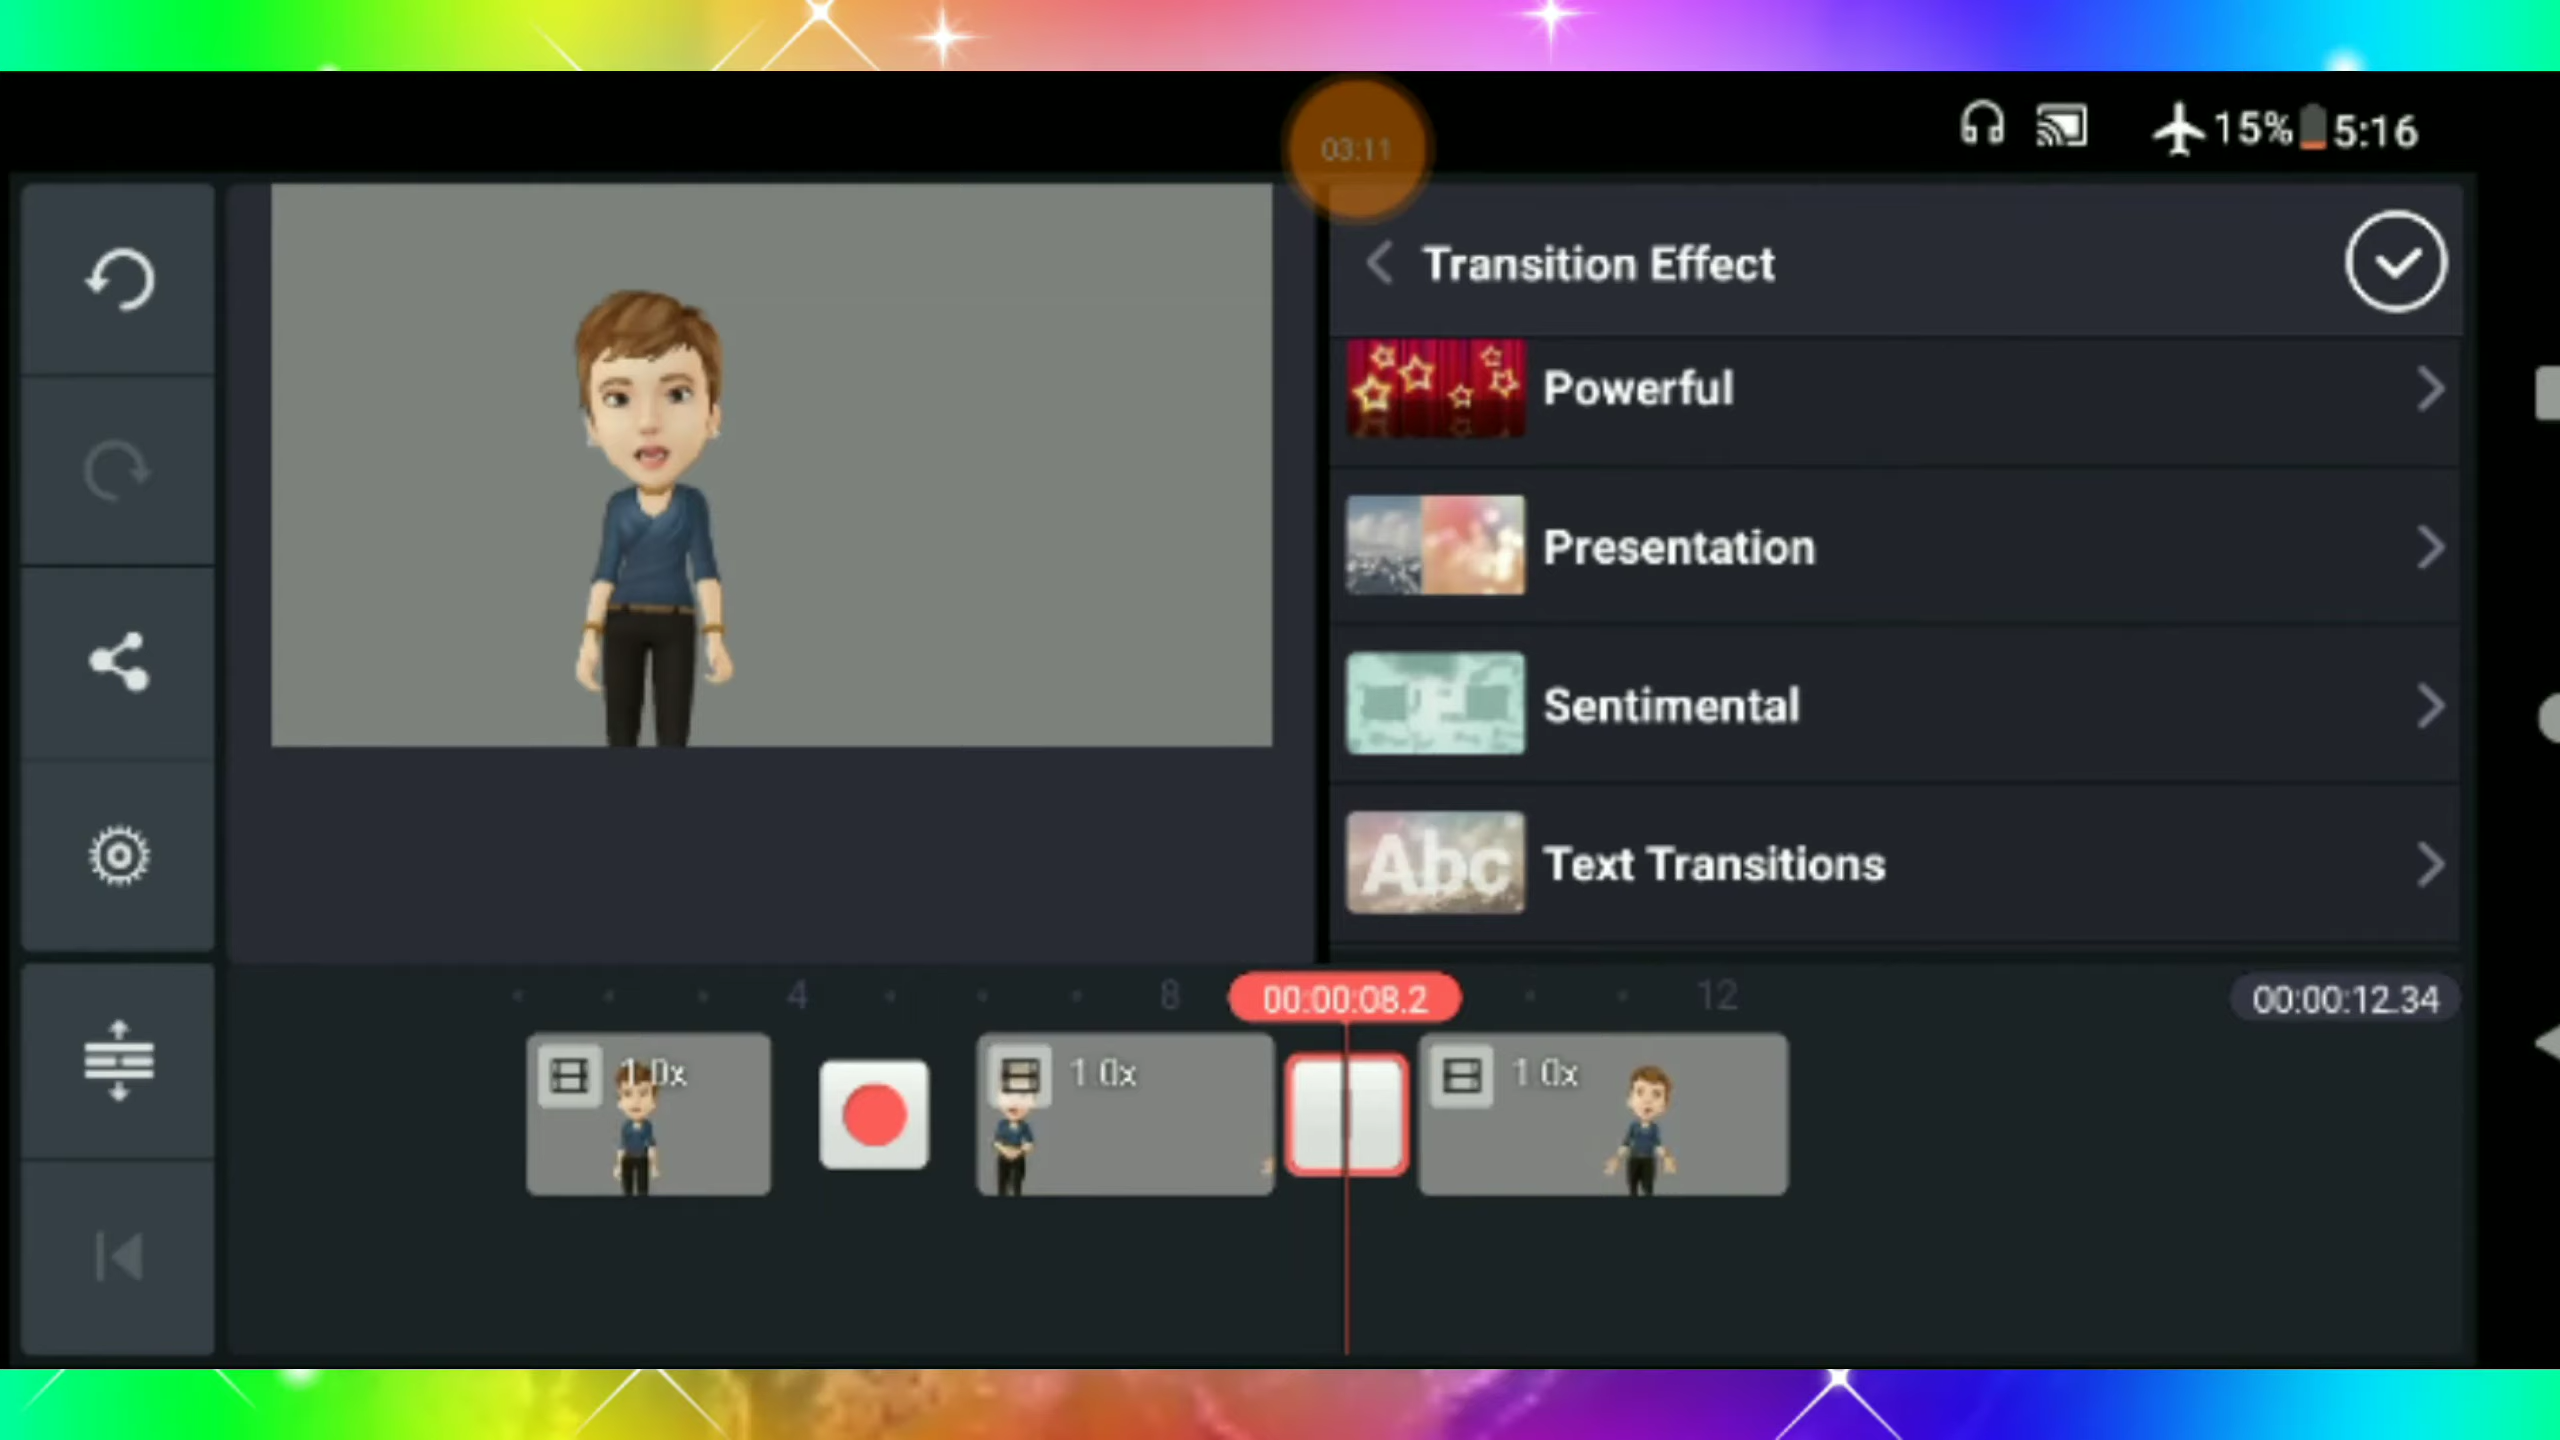 03:11
15%
5:16
Transition Effect
Powerful
Presentation
Sentimental
Abc
Text Transitions
4
8
00:00:08.2
12
00:00:12.34
1.0x
1.0x
1.0x